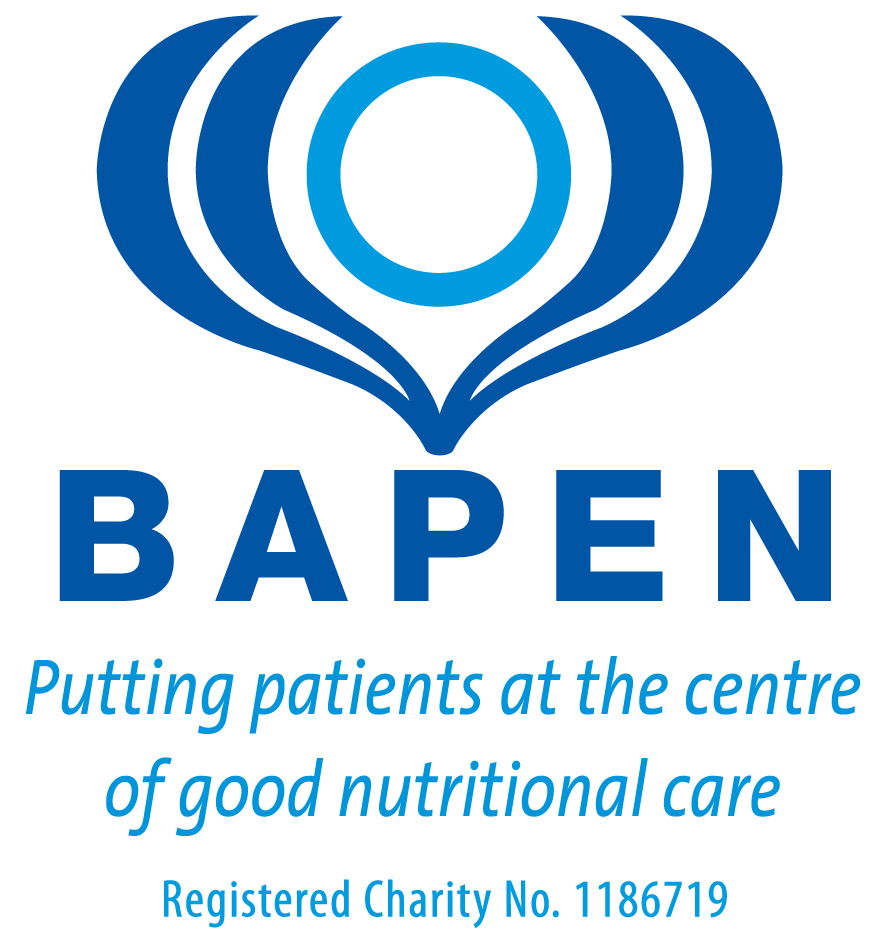 BAPEN
Putting patients at the centre
of good nutritional care
Registered Charity No. 1186719